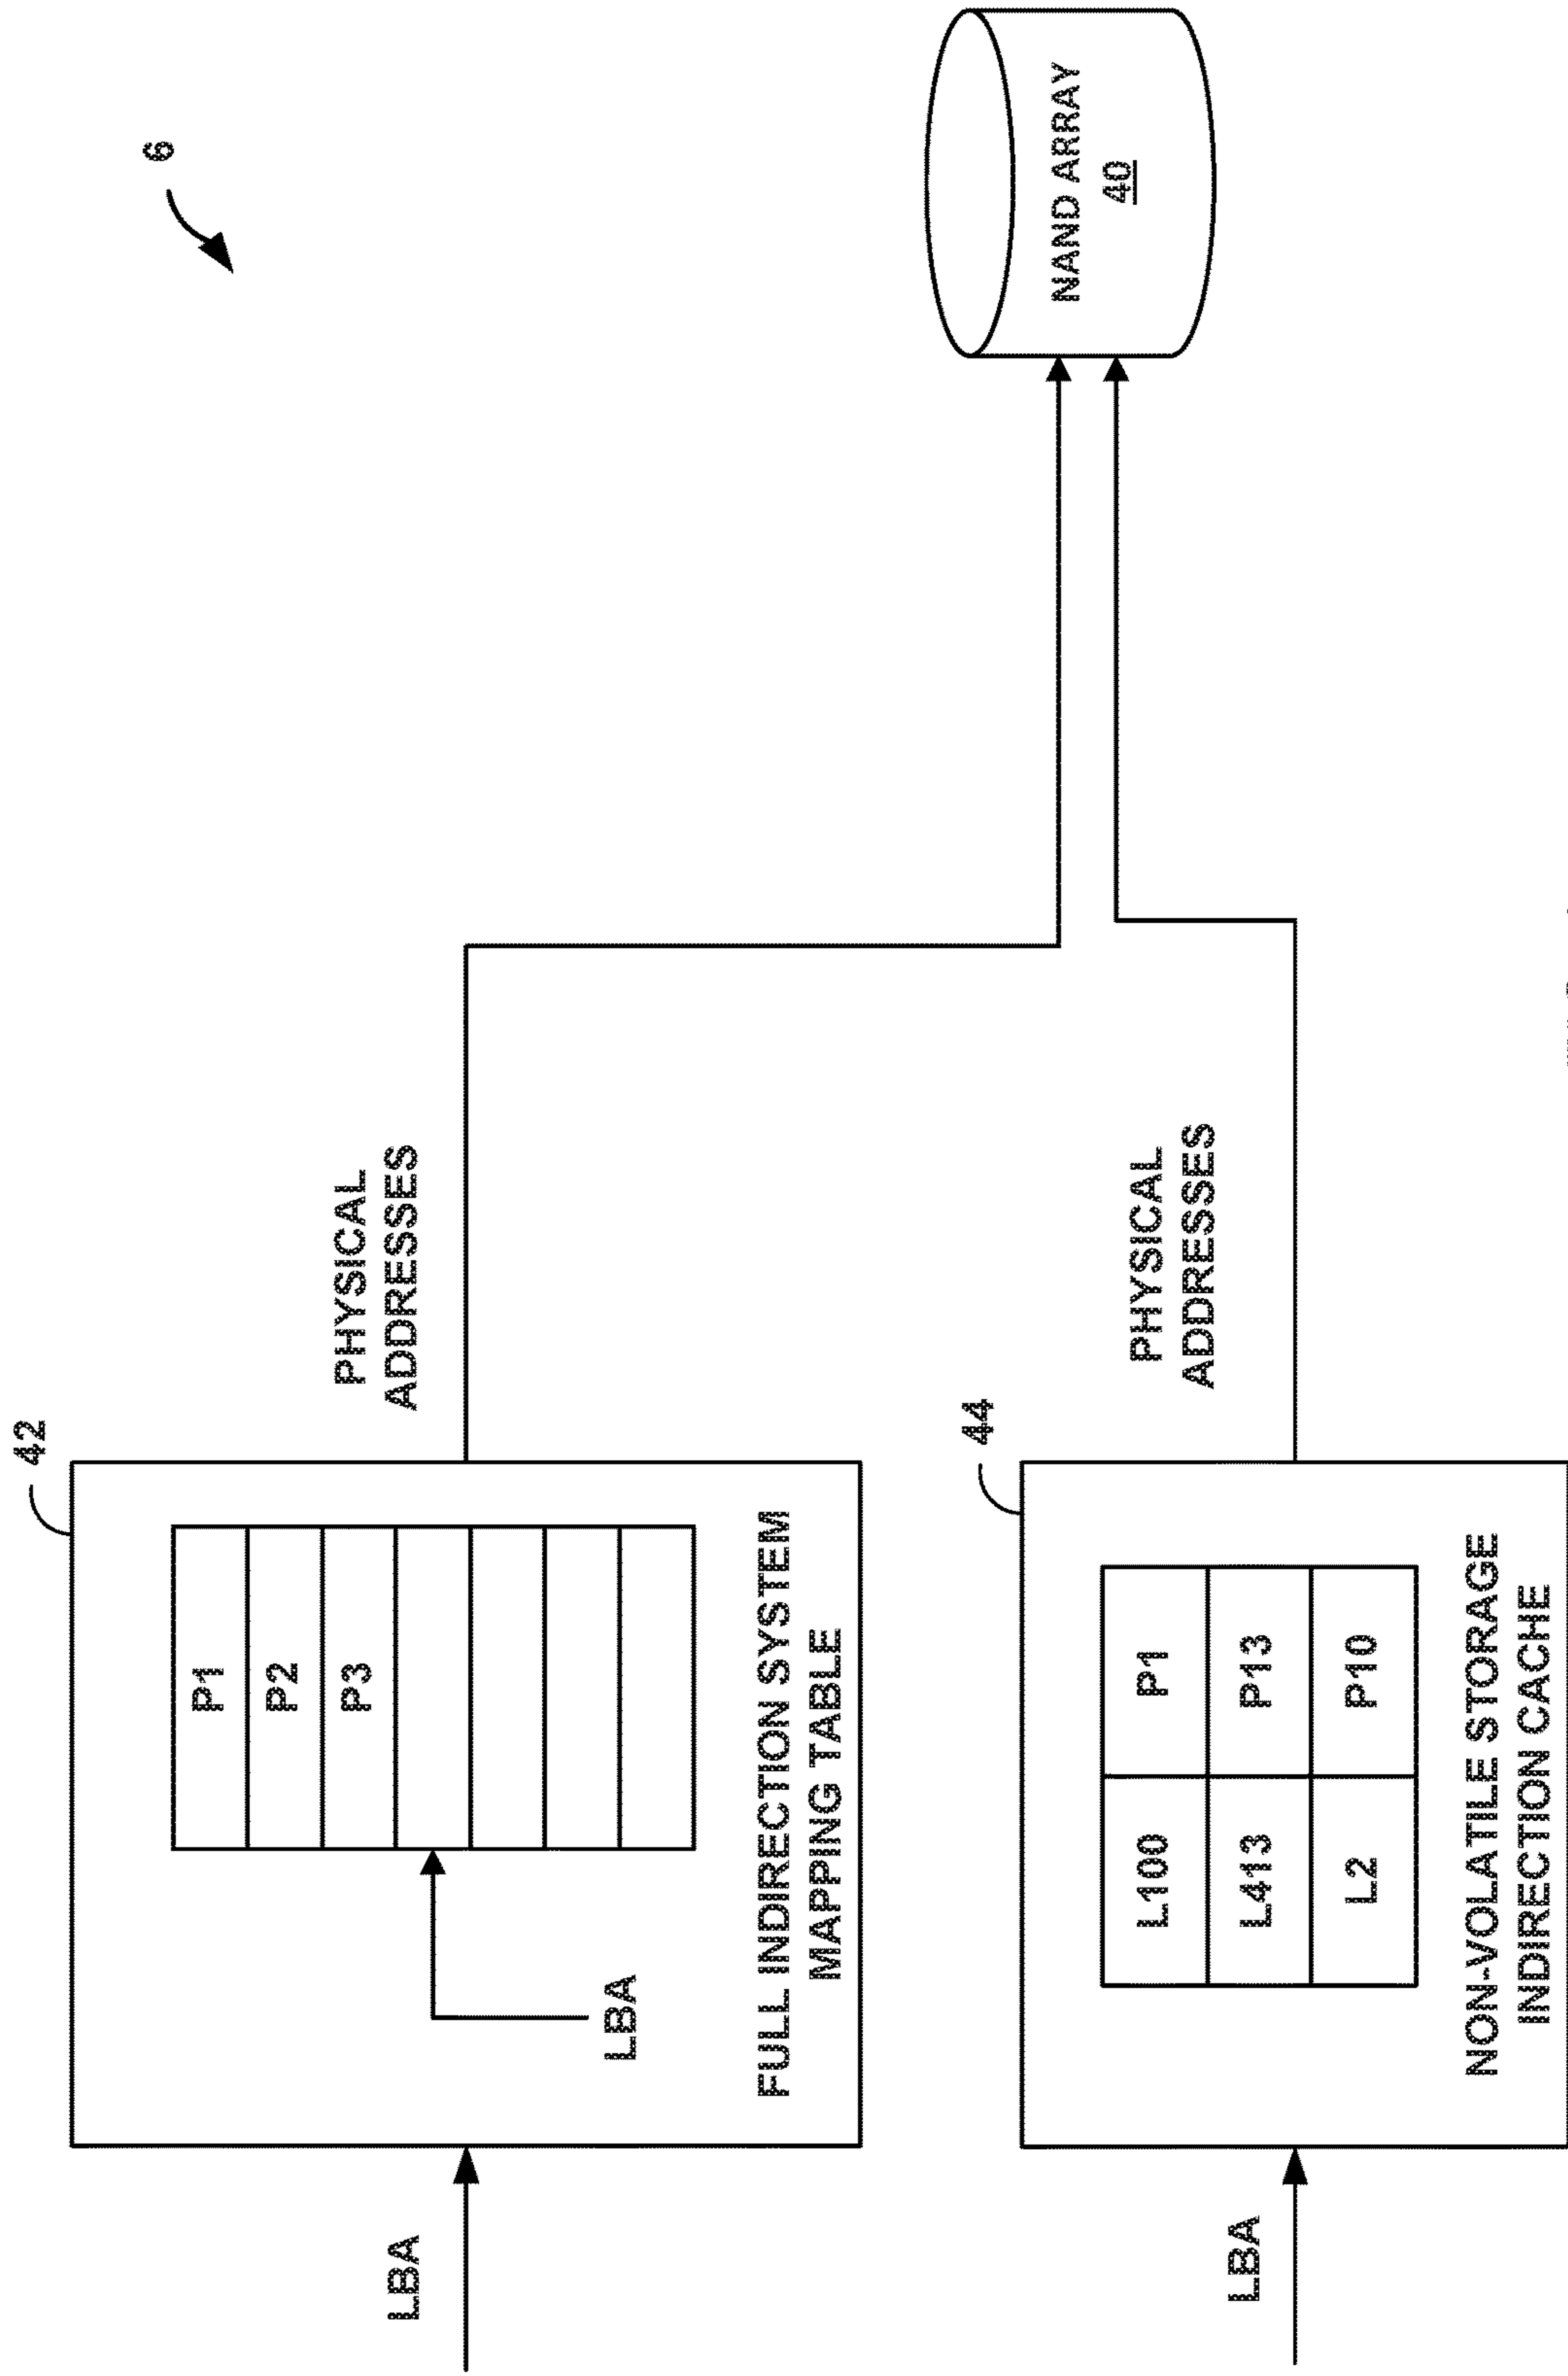 6
42
LBA
LBA
P1
P2
P3
FULL INDIRECTION SYSTEM
MAPPING TABLE
PHYSICAL
ADDRESSES
NAND ARRAY
40
44
LBA
L100 P1
L413 P13
L2 P10
NON-VOLATILE STORAGE
INDIRECTION CACHE
PHYSICAL
ADDRESSES